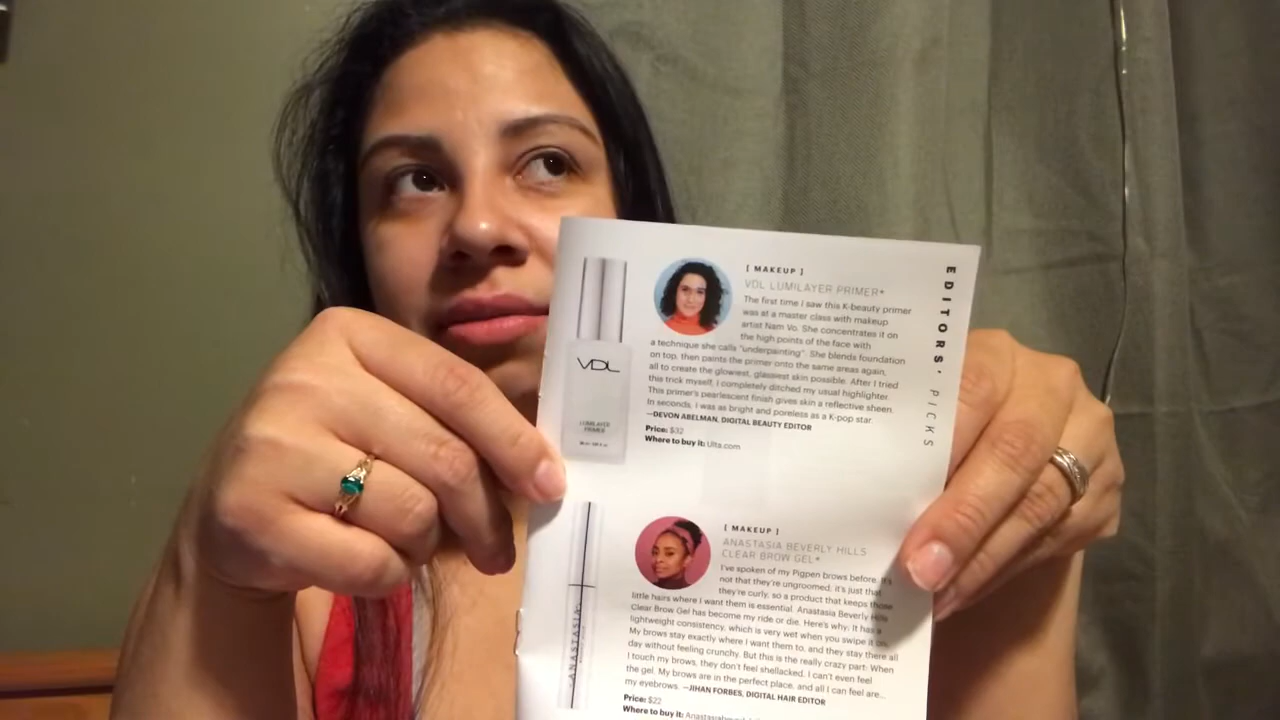 EDITORS' PICKS
[ MAKEUP ]
VDL LUMILAYER PRIMER*
The first time I saw this K-beauty primer
was at a master class with makeup
artist Nam Vo. She concentrates it on
the high points of the face with
a technique she calls "underpainting". She blends foundation
on top, then paints the primer onto the same areas again,
all to create the glowiest, glassiest skin possible. After I tried
this trick myself, I completely ditched my usual highlighter.
This primer's pearlescent finish gives skin a reflective sheen.
In seconds, I was as bright and poreless as a K-pop star.
—DEVON ABELMAN, DIGITAL BEAUTY EDITOR
Price: $32
Where to buy it: Ulta.com
VDL
LUMILAYER
PRIMER
[ MAKEUP ]
ANASTASIA BEVERLY HILLS
CLEAR BROW GEL*
I've spoken of my Pigpen brows before. It's
not that they're ungroomed, it's just that
they're curly, so a product that keeps those
little hairs where I want them is essential. Anastasia Beverly Hills
Clear Brow Gel has become my ride or die. Here's why: It has a
lightweight consistency, which is very wet when you swipe it on.
My brows stay exactly where I want them to, and they stay there all
day without feeling crunchy. But this is the really crazy part: When
I touch my brows, they don't feel shellacked. I can't even feel
the gel. My brows are in the perfect place, and all I can feel are...
my eyebrows. —JIHAN FORBES, DIGITAL HAIR EDITOR
Price: $22
Where to buy it:
ANASTASIA